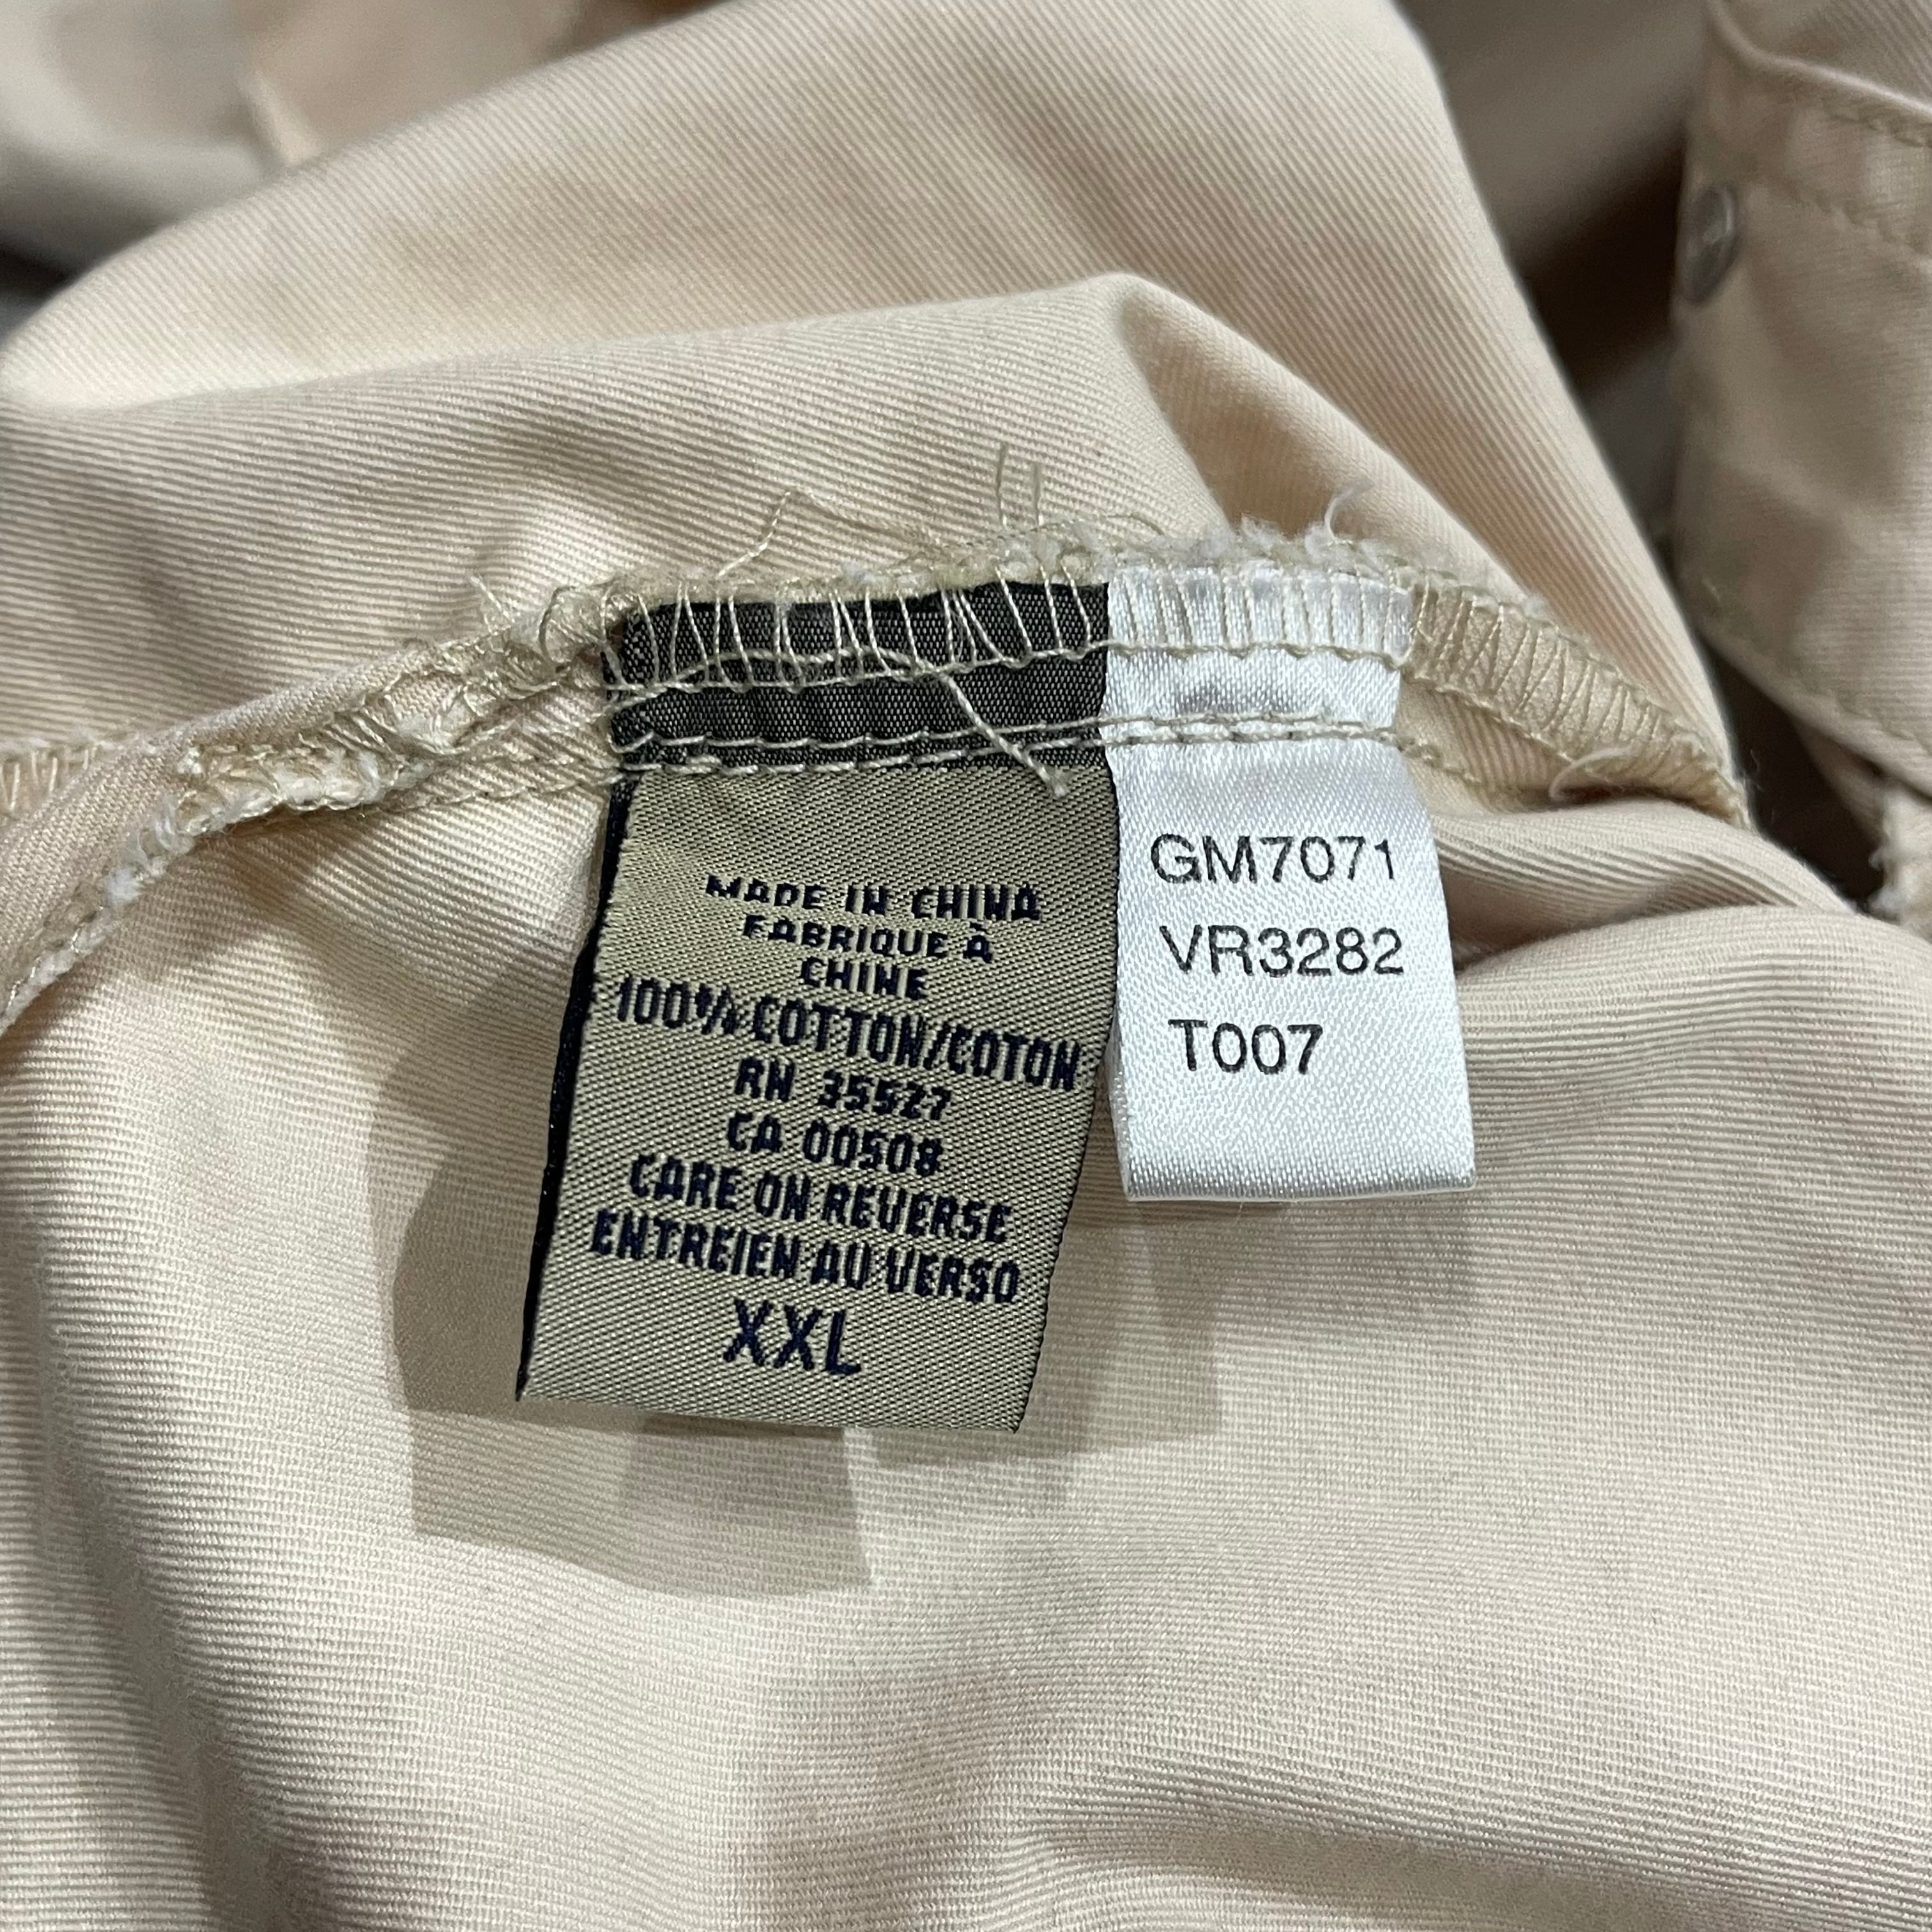 MADE IN CHINA
FABRIQUE À
CHINE
100% COTTON/COTON
RN 35527
CA 00508
CARE ON REVERSE
ENTREIEN AU VERSO
XXL
GM7071
VR3282
T007